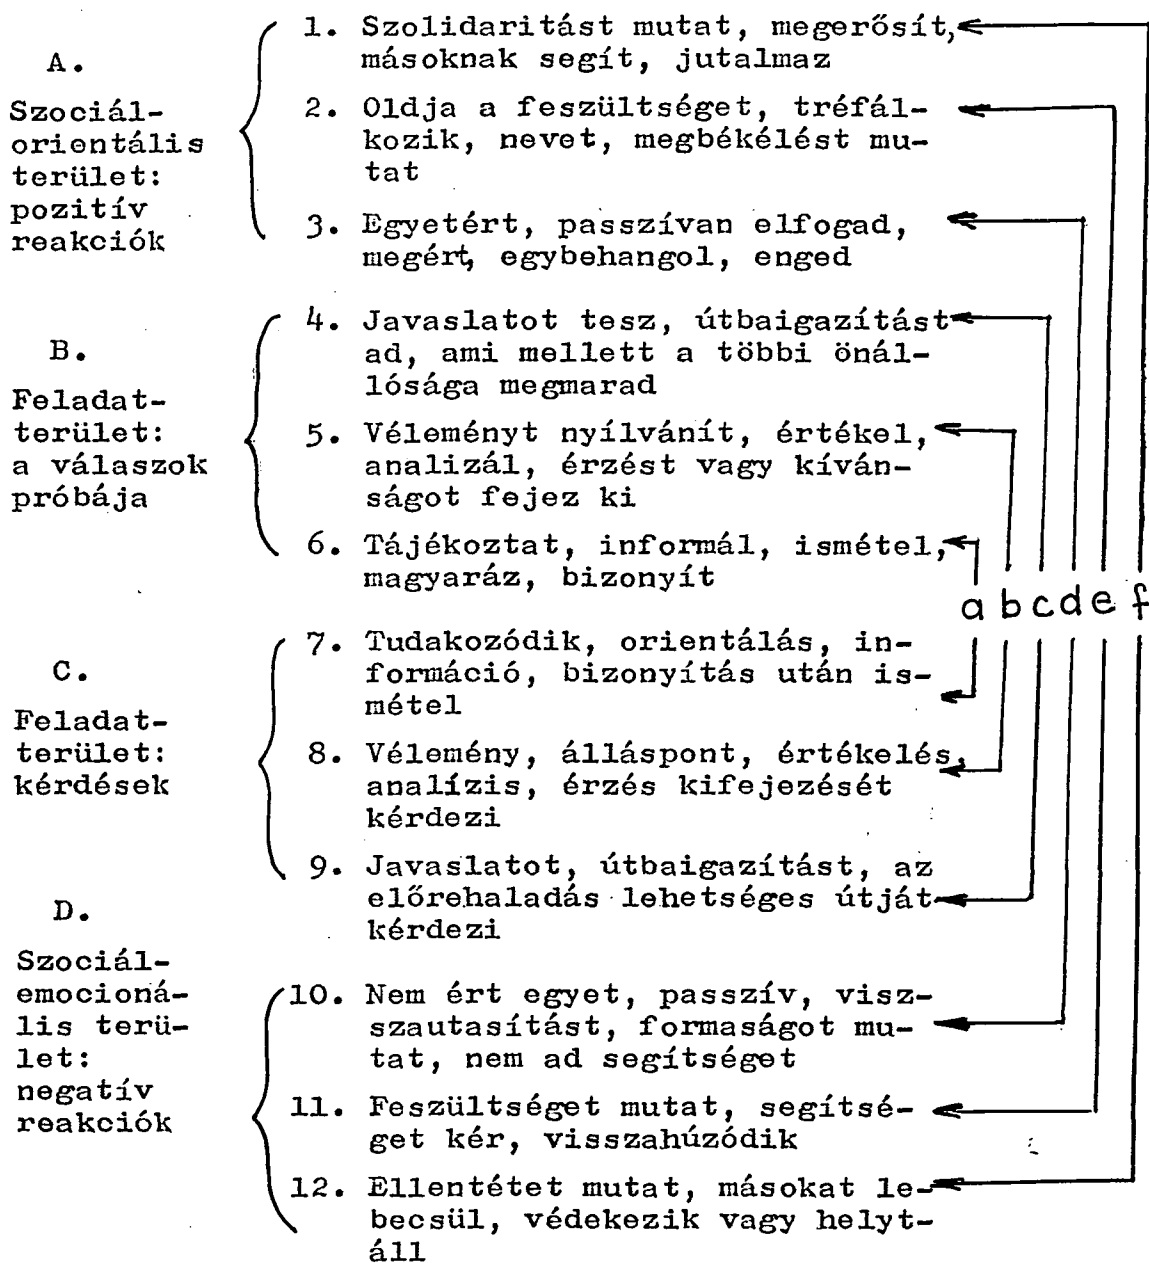 A.
Szociál-
orientális
terület:
pozitív
reakciók
1. Szolidaritást mutat, megerősít,
másoknak segít, jutalmaz
2. Oldja a feszültséget, tréfál-
kozik, nevet, megbékélést mu-
tat
3. Egyetért, passzívan elfogad,
megért, egybehangol, enged
B.
Feladat-
terület:
a válaszok
próbája
4. Javaslatot tesz, útbaigazítást
ad, ami mellett a többi önál-
lósága megmarad
5. Véleményt nyílvánít, értékel,
analizál, érzést vagy kíván-
ságot fejez ki
6. Tájékoztat, informál, ismétel,
magyaráz, bizonyít
a b c d e f
C.
Feladat-
terület:
kérdések
7. Tudakozódik, orientálás, in-
formáció, bizonyítás után is-
métel
8. Vélemény, álláspont, értékelés,
analízis, érzés kifejezését
kérdezi
9. Javaslatot, útbaigazítást, az
előrehaladás lehetséges útját
kérdezi
D.
Szociál-
emocioná-
lis terü-
let:
negatív
reakciók
10. Nem ért egyet, passzív, visz-
szautasítást, formaságot mu-
tat, nem ad segítséget
11. Feszültséget mutat, segítsé-
get kér, visszahúzódik
12. Ellentétet mutat, másokat le-
becsül, védekezik vagy helyt-
áll